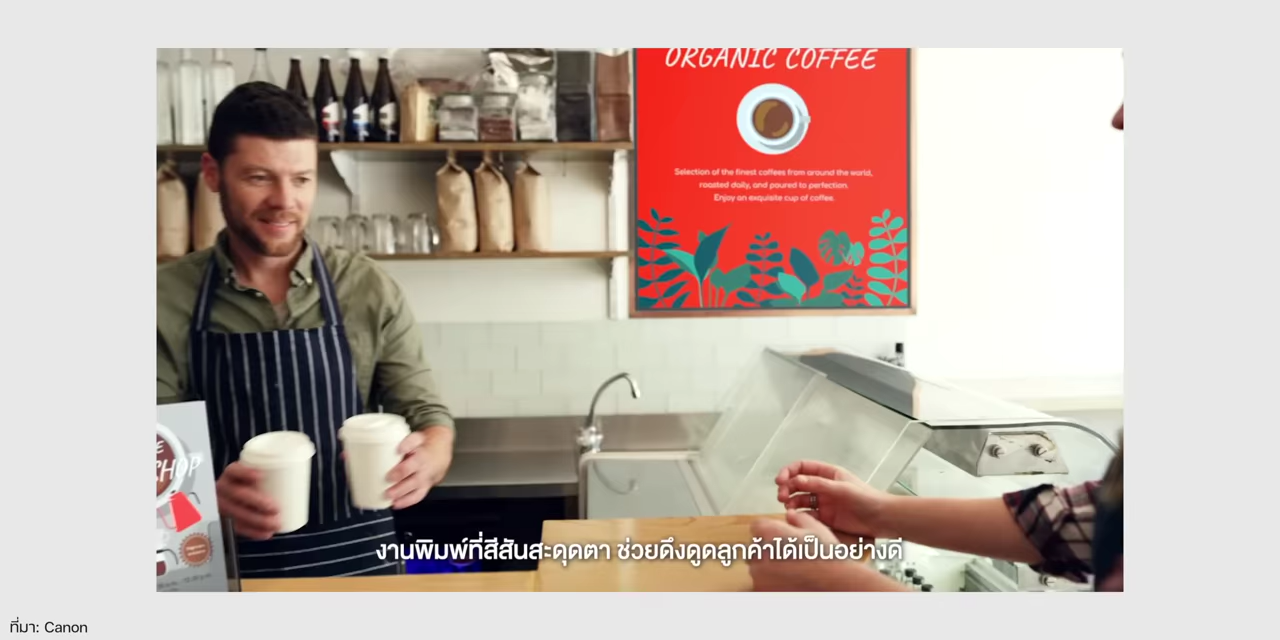 ORGANIC COFFEE
Selection of the finest coffees from around the world,
roasted daily, and poured to perfection.
Enjoy an exquisite cup of coffee.
SHOP
งานพิมพ์ที่สีสันสะดุดตา ช่วยดึงดูดลูกค้าได้เป็นอย่างดี
ที่มา: Canon